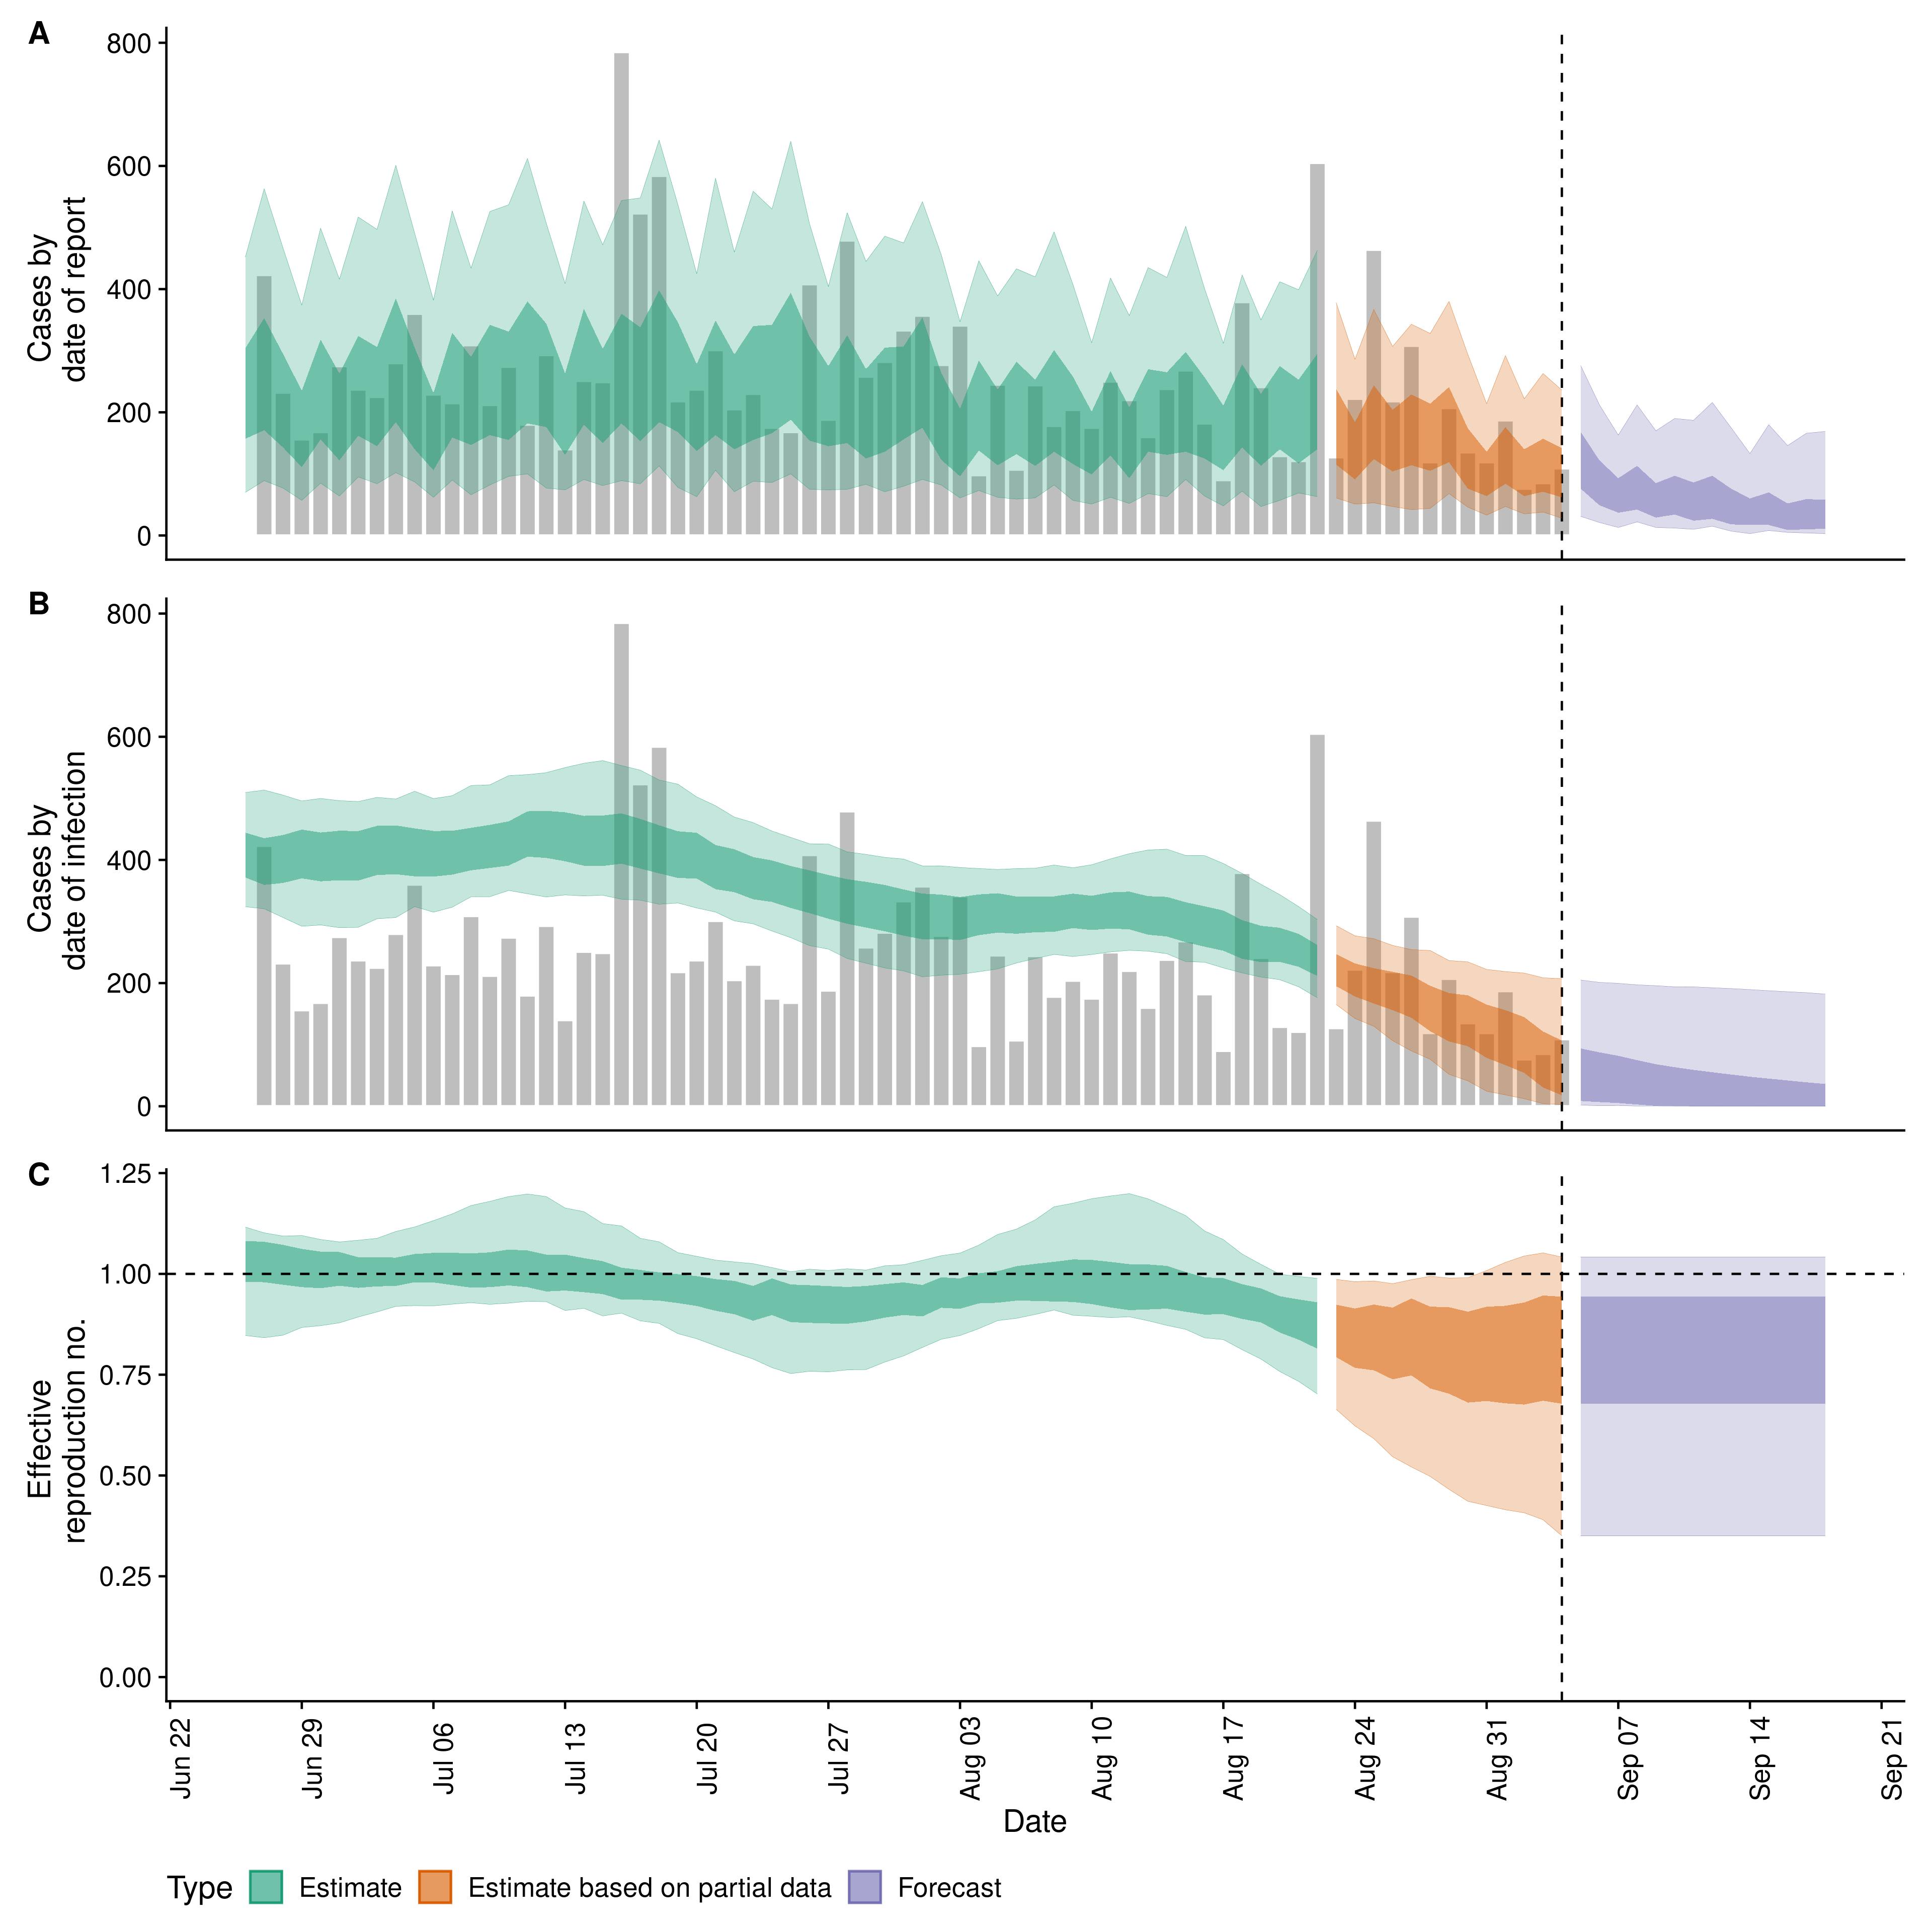 A
800
600
400
200
0
Cases by
date of report
B
800
600
400
200
0
Cases by
date of infection
C
1.25
1.00
0.75
0.50
0.25
0.00
Effective
reproduction no.
Jun 22
Jun 29
Jul 06
Jul 13
Jul 20
Jul 27
Aug 03
Aug 10
Aug 17
Aug 24
Aug 31
Sep 07
Sep 14
Sep 21
Date
Type Estimate Estimate based on partial data Forecast